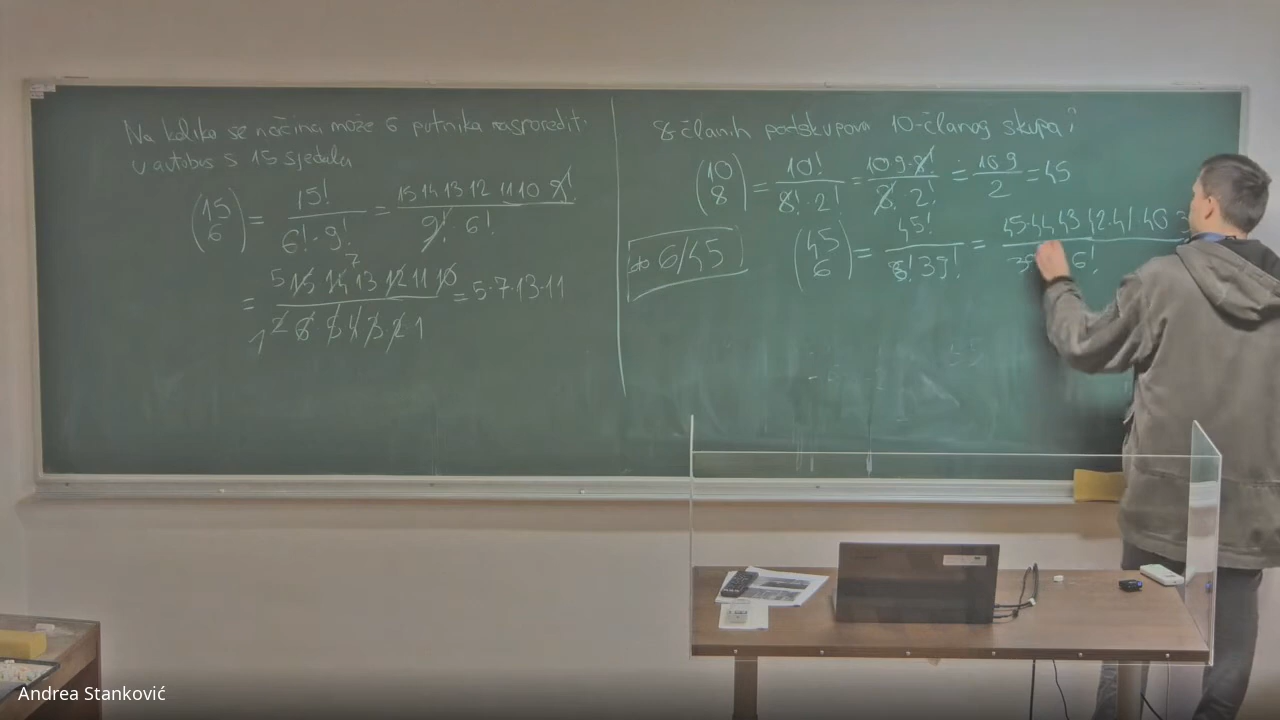 Na koliko se načina može 6 putnika rasporediti
u autobus s 15 sjedala
(15 6) = 15! / 6!·9! = 15 14 13 12 11 10 9! / 9! 6!
= 5 15 14 7 13 12 11 10 / 1 2 6 5 4 3 2 1 = 5·7·13·11
8-članih podskupova 10-članog skupa
(10 8) = 10! / 8!·2! = 10 9·8! / 8! 2! = 10 9 / 2 = 45
6/45 (45 6) = 45! / 39! = 45·44 43 42·41 40 / 6!
Andrea Stanković